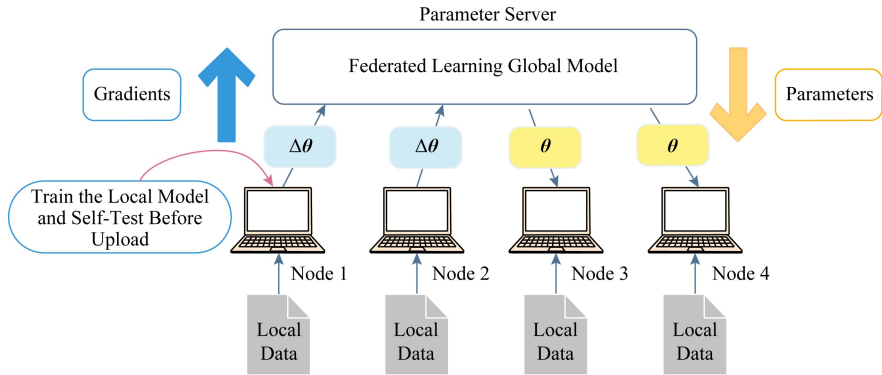 Parameter Server
Federated Learning Global Model
Gradients
Parameters
Δθ
Δθ
θ
θ
Train the Local Model
and Self-Test Before
Upload
Node 1
Node 2
Node 3
Node 4
Local
Data
Local
Data
Local
Data
Local
Data